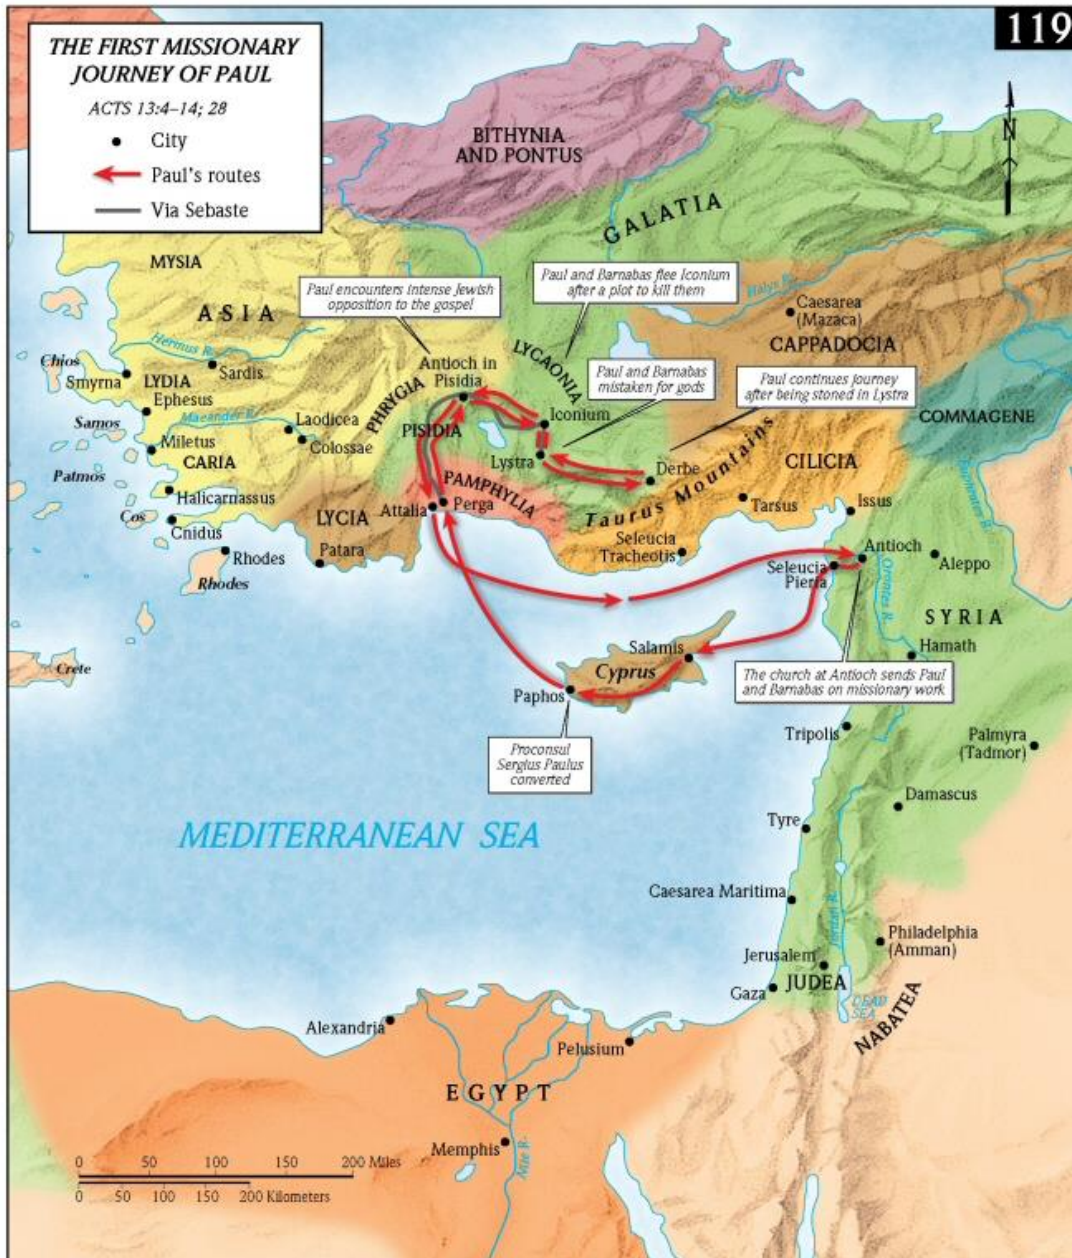 119
THE FIRST MISSIONARY
JOURNEY OF PAUL
ACTS 13:4–14; 28
City
Paul's routes
Via Sebaste
N
BITHYNIA
AND PONTUS
GALATIA
MYSIA
ASIA
Paul encounters intense Jewish
opposition to the gospel
Paul and Barnabas flee Iconium
after a plot to kill them
Halys R.
Caesarea
(Mazaca)
CAPPADOCIA
Hermus R.
Chios
Smyrna
LYDIA
Sardis
Ephesus
Antioch in
Pisidia
LYCAONIA
Paul and Barnabas
mistaken for gods
Paul continues journey
after being stoned in Lystra
COMMAGENE
Samos
Maeander R.
Laodicea
Colossae
PHRYGIA
PISIDIA
Iconium
Miletus
CARIA
Lystra
Derbe
Taurus Mountains
CILICIA
Patmos
Halicarnassus
PAMPHYLIA
Tarsus
Issus
Cos
Cnidus
LYCIA
Attalia
Perga
Rhodes
Rhodes
Patara
Seleucia
Tracheotis
Seleucia
Pieria
Antioch
Aleppo
Orontes R.
SYRIA
Crete
Salamis
Cyprus
Paphos
Hamath
The church at Antioch sends Paul
and Barnabas on missionary work
Proconsul
Sergius Paulus
converted
Tripolis
Palmyra
(Tadmor)
Damascus
MEDITERRANEAN SEA
Tyre
Caesarea Maritima
Jordan R.
Philadelphia
(Amman)
Jerusalem
JUDEA
Gaza
DEAD
SEA
NABATEA
Alexandria
Pelusium
EGYPT
Memphis
Nile R.
0 50 100 150 200 Miles
0 50 100 150 200 Kilometers